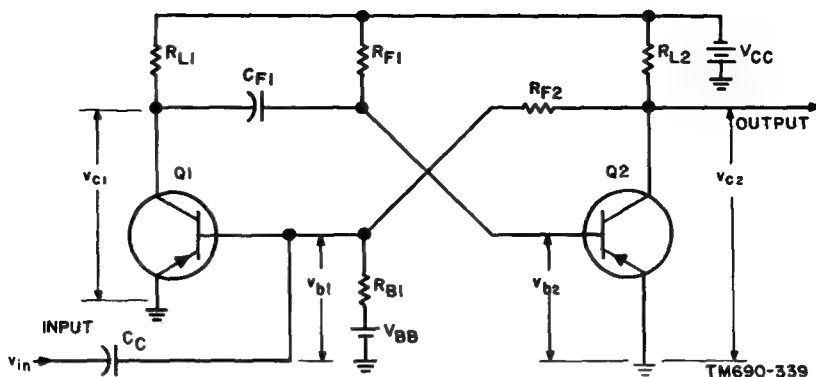 RL1
CF1
RF1
RF2
RL2
VCC
OUTPUT
vc1
Q1
Q2
vc2
vb1
RB1
vb2
INPUT
VBB
vin
CC
TM690-339